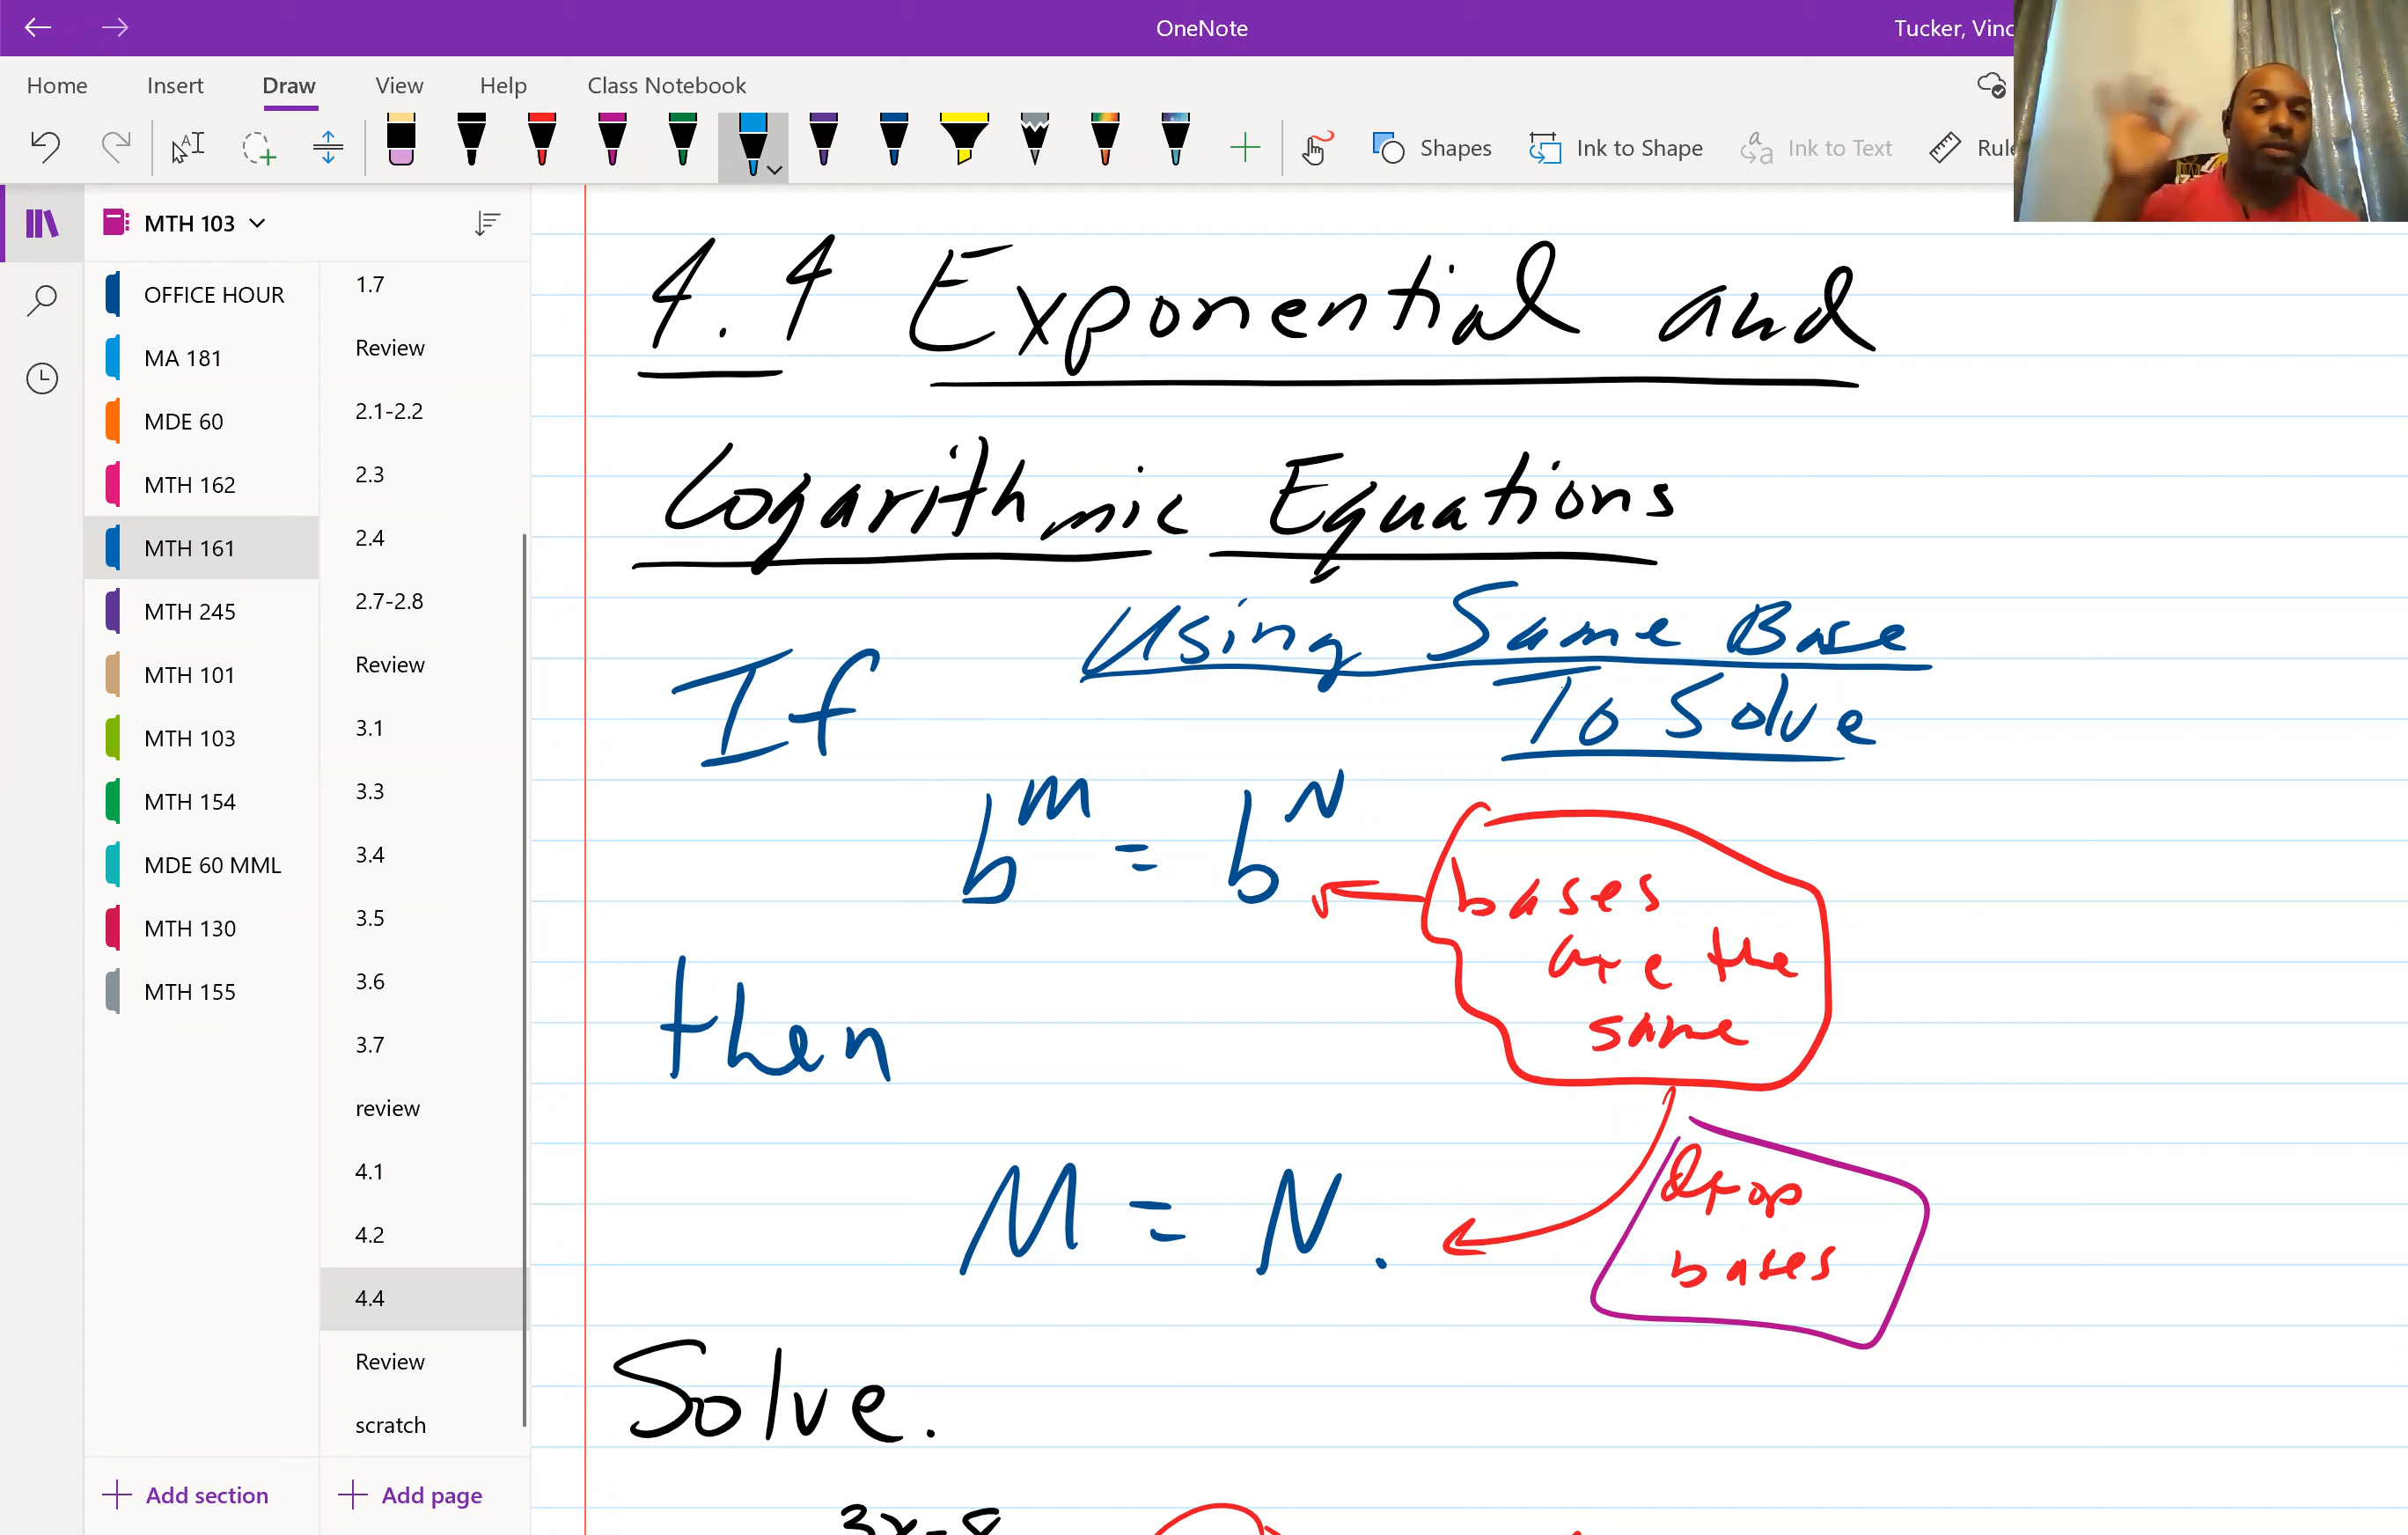 OneNote
Tucker, Vinc
Home Insert Draw View Help Class Notebook
Shapes Ink to Shape Ink to Text Rule
MTH 103
OFFICE HOUR
MA 181
MDE 60
MTH 162
MTH 161
MTH 245
MTH 101
MTH 103
MTH 154
MDE 60 MML
MTH 130
MTH 155
Add section
1.7
Review
2.1-2.2
2.3
2.4
2.7-2.8
Review
3.1
3.3
3.4
3.5
3.6
3.7
review
4.1
4.2
4.4
Review
scratch
Add page
4.4 Exponential and
Logarithmic Equations
Using Same Base
To Solve
If
b^M = b^N
bases
are the
same
then
M = N.
drop
bases
Solve.
3x-8